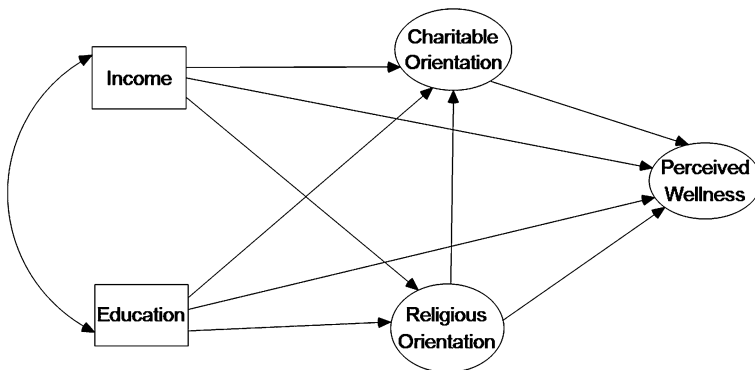 Income
Charitable
Orientation
Perceived
Wellness
Education
Religious
Orientation